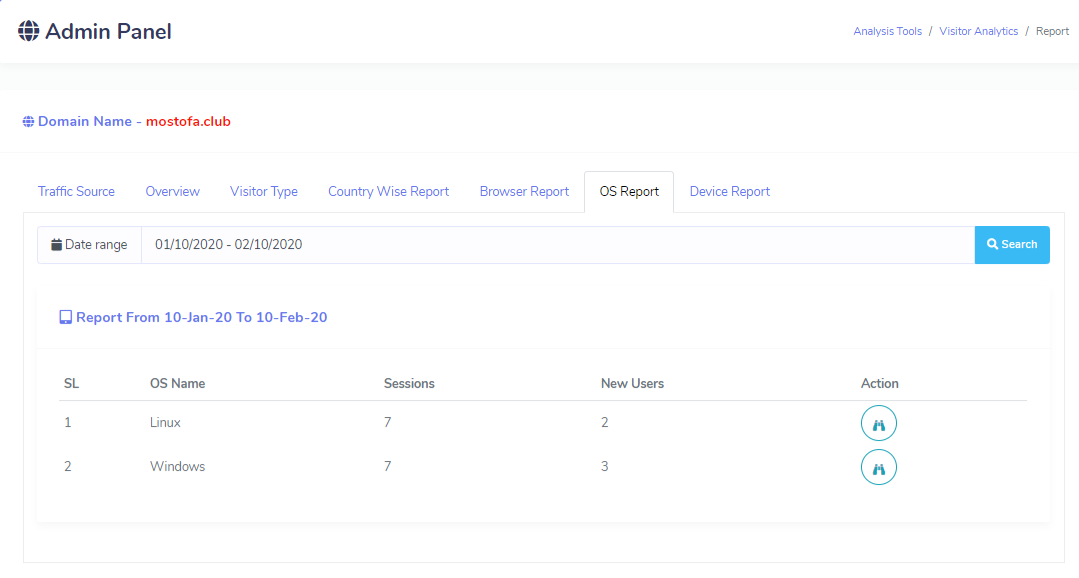 Admin Panel
Analysis Tools / Visitor Analytics / Report
Domain Name - mostofa.club
Traffic Source Overview Visitor Type Country Wise Report Browser Report OS Report Device Report
Date range 01/10/2020 - 02/10/2020 Search
Report From 10-Jan-20 To 10-Feb-20
SL OS Name Sessions New Users Action
1 Linux 7 2
2 Windows 7 3